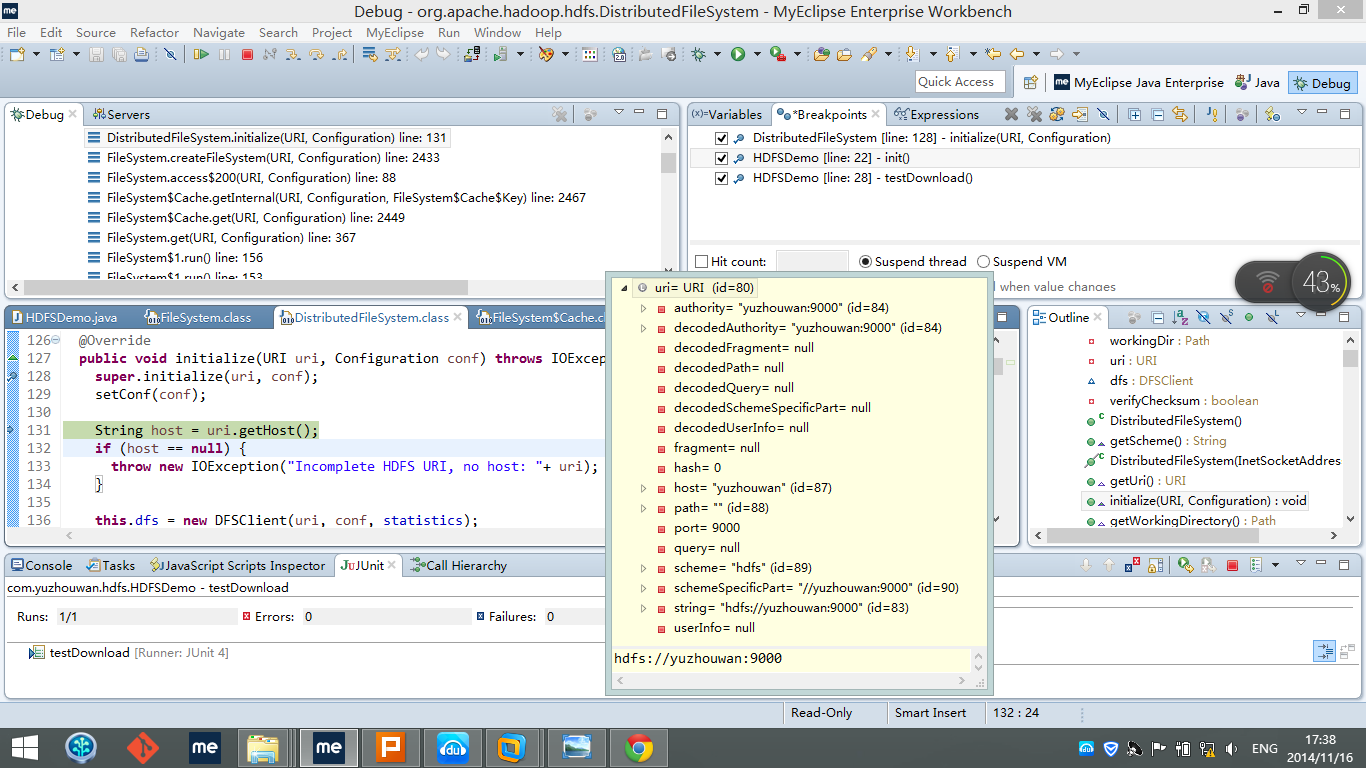 Debug - org.apache.hadoop.hdfs.DistributedFileSystem - MyEclipse Enterprise Workbench
File Edit Source Refactor Navigate Search Project MyEclipse Run Window Help
Quick Access MyEclipse Java Enterprise Java Debug
Debug Servers
DistributedFileSystem.initialize(URI, Configuration) line: 131
FileSystem.createFileSystem(URI, Configuration) line: 2433
FileSystem.access$200(URI, Configuration) line: 88
FileSystem$Cache.getInternal(URI, Configuration, FileSystem$Cache$Key) line: 2467
FileSystem$Cache.get(URI, Configuration) line: 2449
FileSystem.get(URI, Configuration) line: 367
FileSystem$1.run() line: 156
FileSystem$1.run() line: 153
(x)=Variables *Breakpoints Expressions
DistributedFileSystem [line: 128] - initialize(URI, Configuration)
HDFSDemo [line: 22] - init()
HDFSDemo [line: 28] - testDownload()
Hit count: Suspend thread Suspend VM
when value changes
43%
HDFSDemo.java FileSystem.class DistributedFileSystem.class FileSystem$Cache.c
126 @Override
127 public void initialize(URI uri, Configuration conf) throws IOExcep
128 super.initialize(uri, conf);
129 setConf(conf);
130
131 String host = uri.getHost();
132 if (host == null) {
133 throw new IOException("Incomplete HDFS URI, no host: "+ uri);
134 }
135
136 this.dfs = new DFSClient(uri, conf, statistics);
uri= URI (id=80)
authority= "yuzhouwan:9000" (id=84)
decodedAuthority= "yuzhouwan:9000" (id=84)
decodedFragment= null
decodedPath= null
decodedQuery= null
decodedSchemeSpecificPart= null
decodedUserInfo= null
fragment= null
hash= 0
host= "yuzhouwan" (id=87)
path= "" (id=88)
port= 9000
query= null
scheme= "hdfs" (id=89)
schemeSpecificPart= "//yuzhouwan:9000" (id=90)
string= "hdfs://yuzhouwan:9000" (id=83)
userInfo= null
hdfs://yuzhouwan:9000
Outline
workingDir : Path
uri : URI
dfs : DFSClient
verifyChecksum : boolean
DistributedFileSystem()
getScheme() : String
DistributedFileSystem(InetSocketAddres
getUri() : URI
initialize(URI, Configuration) : void
getWorkingDirectory() : Path
Console Tasks JavaScript Scripts Inspector JUnit Call Hierarchy
com.yuzhouwan.hdfs.HDFSDemo - testDownload
Runs: 1/1 Errors: 0 Failures: 0
testDownload [Runner: JUnit 4]
Read-Only Smart Insert 132 : 24
me me P du
ENG 17:38
2014/11/16